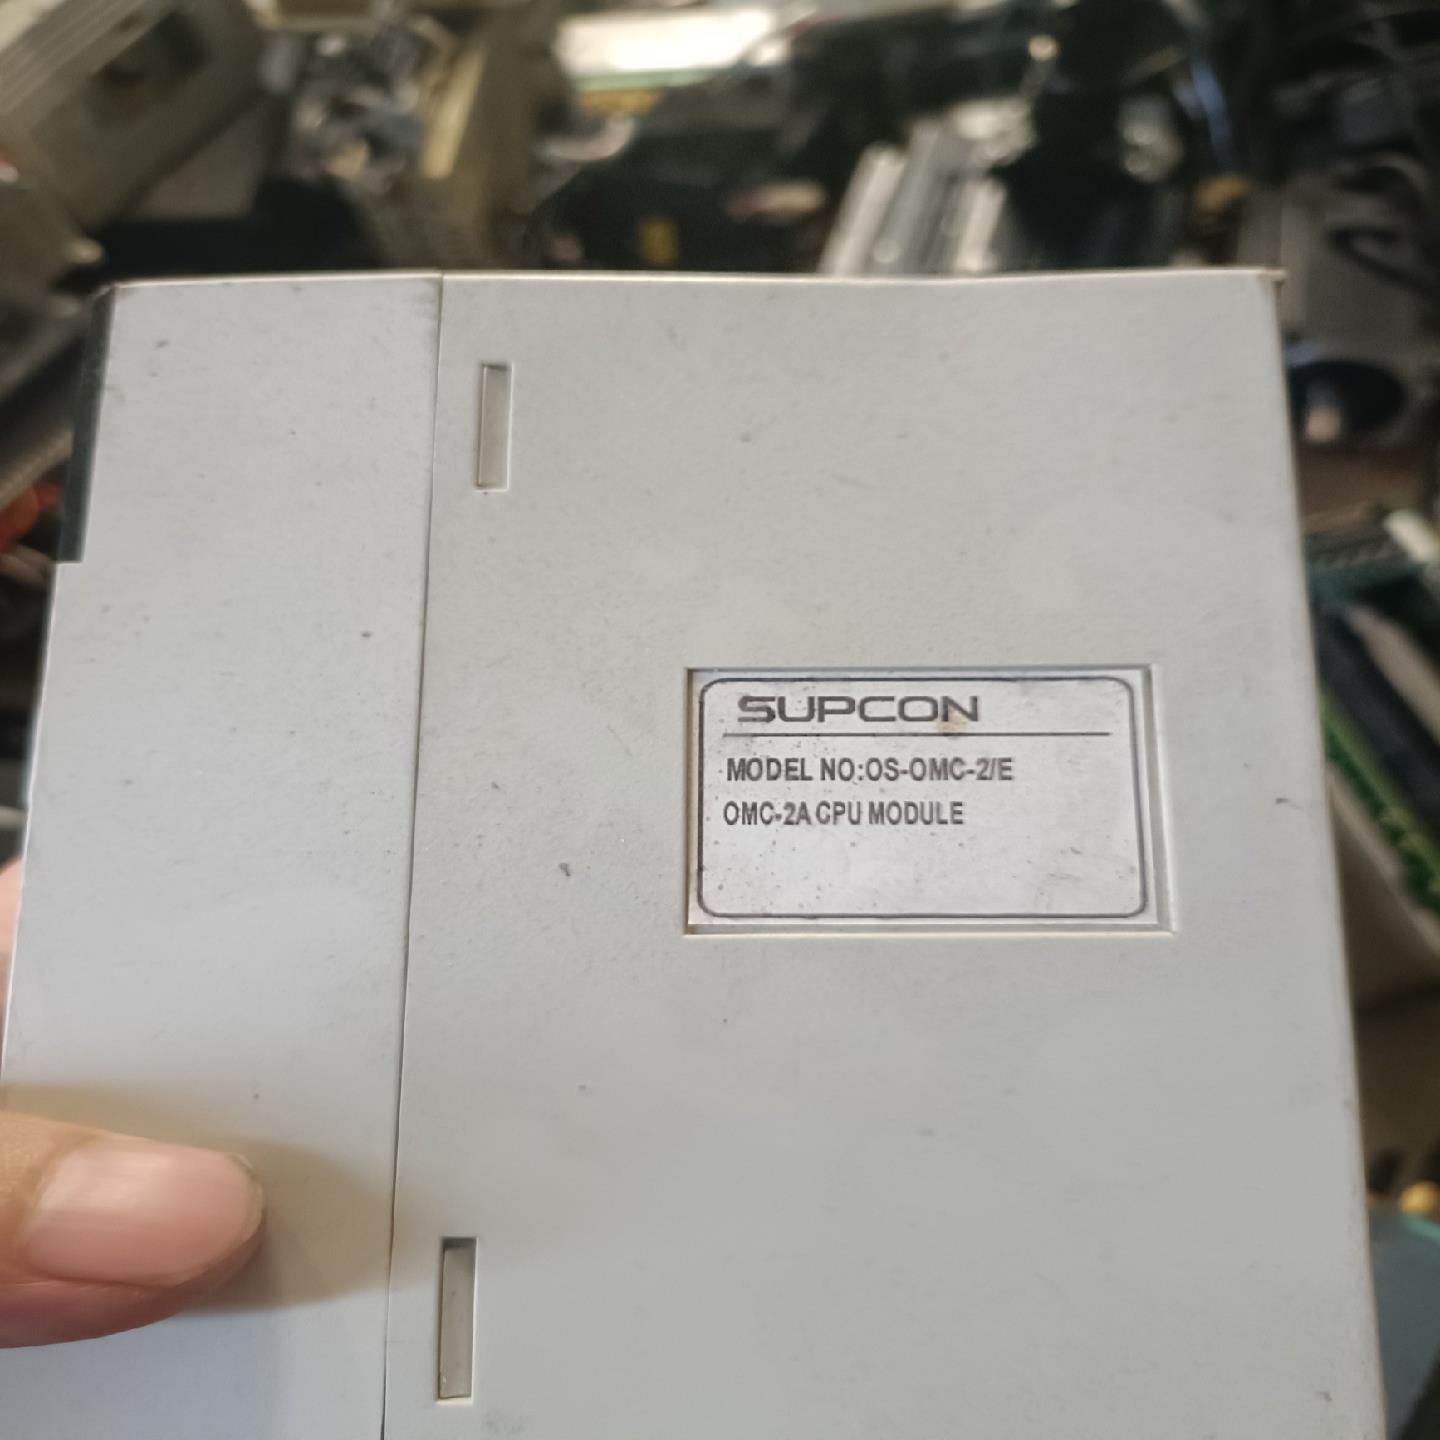 SUPCON
MODEL NO:OS-OMC-2/E
OMC-2A CPU MODULE